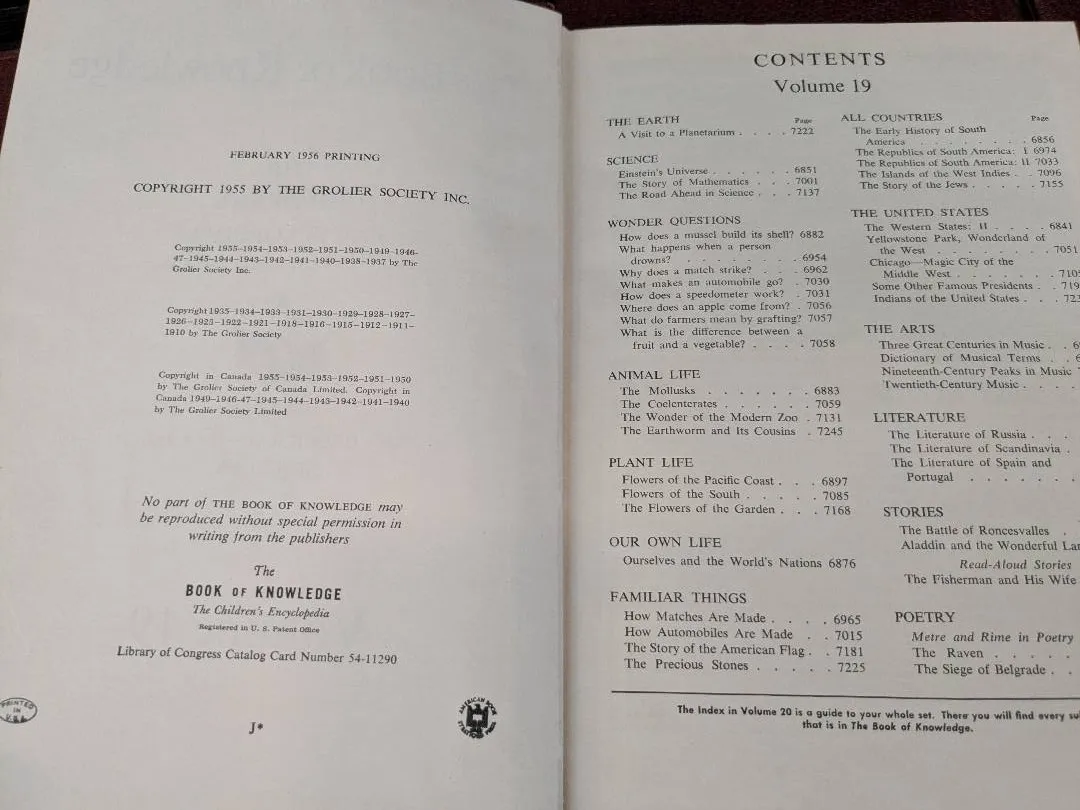 FEBRUARY 1956 PRINTING
COPYRIGHT 1955 BY THE GROLIER SOCIETY INC.
Copyright 1955–1954–1953–1952–1951–1950–1949–1946–
47–1945–1944–1943–1942–1941–1940–1938–1937 by The
Grolier Society Inc.
Copyright 1935–1934–1933–1931–1930–1929–1928–1927–
1926–1925–1922–1921–1918–1916–1915–1912–1911–
1910 by The Grolier Society
Copyright in Canada 1955–1954–1953–1952–1951–1950
by The Grolier Society of Canada Limited. Copyright in
Canada 1949–1946–47–1945–1944–1943–1942–1941–1940
by The Grolier Society Limited
No part of THE BOOK OF KNOWLEDGE may
be reproduced without special permission in
writing from the publishers
The
BOOK OF KNOWLEDGE
The Children's Encyclopedia
Registered in U. S. Patent Office
Library of Congress Catalog Card Number 54-11290
PRINTED
IN
U.S.A.
J*
CONTENTS
Volume 19
THE EARTH Page
A Visit to a Planetarium . . . . 7222
SCIENCE
Einstein's Universe . . . . . . 6851
The Story of Mathematics . . . 7001
The Road Ahead in Science . . . 7137
WONDER QUESTIONS
How does a mussel build its shell? 6882
What happens when a person
drowns? . . . . . . . . 6954
Why does a match strike? . . . 6962
What makes an automobile go? . 7030
How does a speedometer work? . 7031
Where does an apple come from? . 7056
What do farmers mean by grafting? 7057
What is the difference between a
fruit and a vegetable? . . . . 7058
ANIMAL LIFE
The Mollusks . . . . . . . 6883
The Coelenterates . . . . . . 7059
The Wonder of the Modern Zoo . 7131
The Earthworm and Its Cousins . 7245
PLANT LIFE
Flowers of the Pacific Coast . . . 6897
Flowers of the South . . . . . 7085
The Flowers of the Garden . . . 7168
OUR OWN LIFE
Ourselves and the World's Nations 6876
FAMILIAR THINGS
How Matches Are Made . . . . 6965
How Automobiles Are Made . . 7015
The Story of the American Flag . . 7181
The Precious Stones . . . . . 7225
ALL COUNTRIES Page
The Early History of South
America . . . . . . . . 6856
The Republics of South America: I 6974
The Republics of South America: II 7033
The Islands of the West Indies . . 7096
The Story of the Jews . . . . . 7155
THE UNITED STATES
The Western States: II . . . . . 6841
Yellowstone Park, Wonderland of
the West . . . . . . . . 7051
Chicago—Magic City of the
Middle West . . . . . . . 710
Some Other Famous Presidents . . 719
Indians of the United States . . . 72
THE ARTS
Three Great Centuries in Music . . 6
Dictionary of Musical Terms . . 6
Nineteenth-Century Peaks in Music
Twentieth-Century Music . . . .
LITERATURE
The Literature of Russia . . .
The Literature of Scandinavia .
The Literature of Spain and
Portugal . . . . . . .
STORIES
The Battle of Roncesvalles .
Aladdin and the Wonderful La
Read-Aloud Stories
The Fisherman and His Wife
POETRY
Metre and Rime in Poetry
The Raven . . . . .
The Siege of Belgrade . .
The Index in Volume 20 is a guide to your whole set. There you will find every su
that is in The Book of Knowledge.